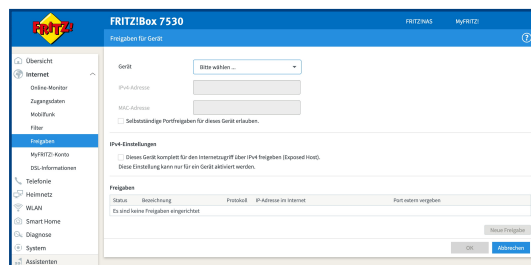 FRITZ!
FRITZ!Box 7530
FRITZ!NAS
MyFRITZ!
Freigaben für Gerät
?
Übersicht
Internet
Online-Monitor
Zugangsdaten
Mobilfunk
Filter
Freigaben
MyFRITZ!-Konto
DSL-Informationen
Telefonie
Heimnetz
WLAN
Smart Home
Diagnose
System
Assistenten
Gerät
Bitte wählen ...
IPv4-Adresse
MAC-Adresse
Selbstständige Portfreigaben für dieses Gerät erlauben.
IPv4-Einstellungen
Dieses Gerät komplett für den Internetzugriff über IPv4 freigeben (Exposed Host).
Diese Einstellung kann nur für ein Gerät aktiviert werden.
Freigaben
Status Bezeichnung Protokoll IP-Adresse im Internet Port extern vergeben
Es sind keine Freigaben eingerichtet
Neue Freigabe
OK
Abbrechen